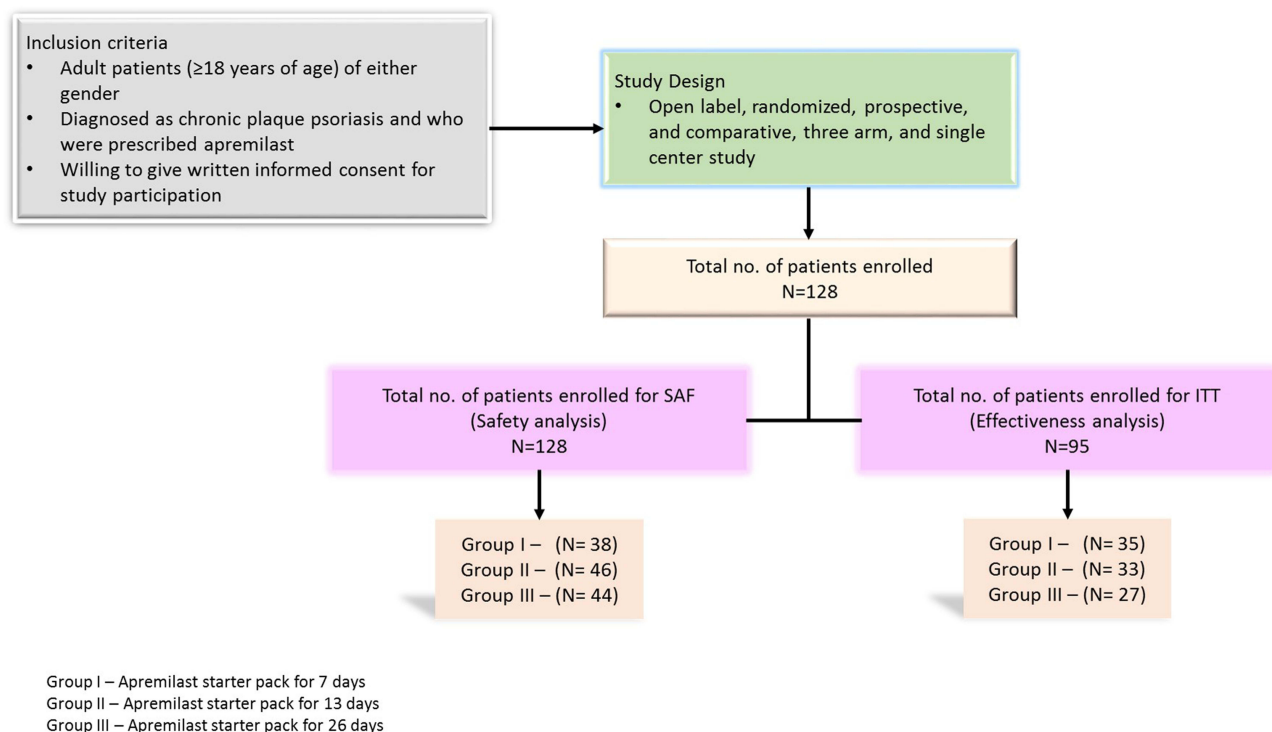 Inclusion criteria
• Adult patients (≥18 years of age) of either
gender
• Diagnosed as chronic plaque psoriasis and who
were prescribed apremilast
• Willing to give written informed consent for
study participation
Study Design
• Open label, randomized, prospective,
and comparative, three arm, and single
center study
Total no. of patients enrolled
N=128
Total no. of patients enrolled for SAF
(Safety analysis)
N=128
Total no. of patients enrolled for ITT
(Effectiveness analysis)
N=95
Group I – (N= 38)
Group II – (N= 46)
Group III – (N= 44)
Group I – (N= 35)
Group II – (N= 33)
Group III – (N= 27)
Group I – Apremilast starter pack for 7 days
Group II – Apremilast starter pack for 13 days
Group III – Apremilast starter pack for 26 days